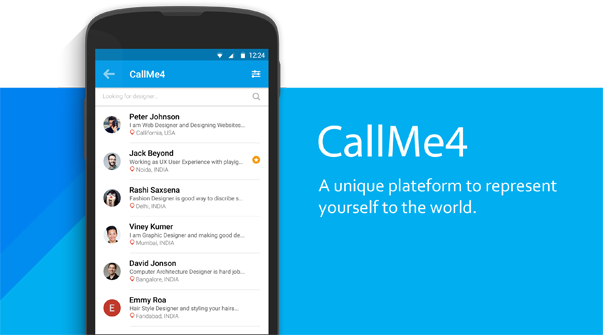 12:24
CallMe4
Looking for designer...
Peter Johnson
I am Web Designer and Designing Websites...
California, USA
Jack Beyond
Working as UX User Experience with playig...
Noida, INDIA
Rashi Saxsena
Fashion Designer is good way to discribe s...
Delhi, INDIA
Viney Kumer
I am Graphic Designer and making good de...
Mumbai, INDIA
David Jonson
Computer Architecture Designer is hard job...
Bangalore, INDIA
E
Emmy Roa
Hair Style Designer and styling your hairs...
Faridabad, INDIA
CallMe4
A unique plateform to represent
yourself to the world.